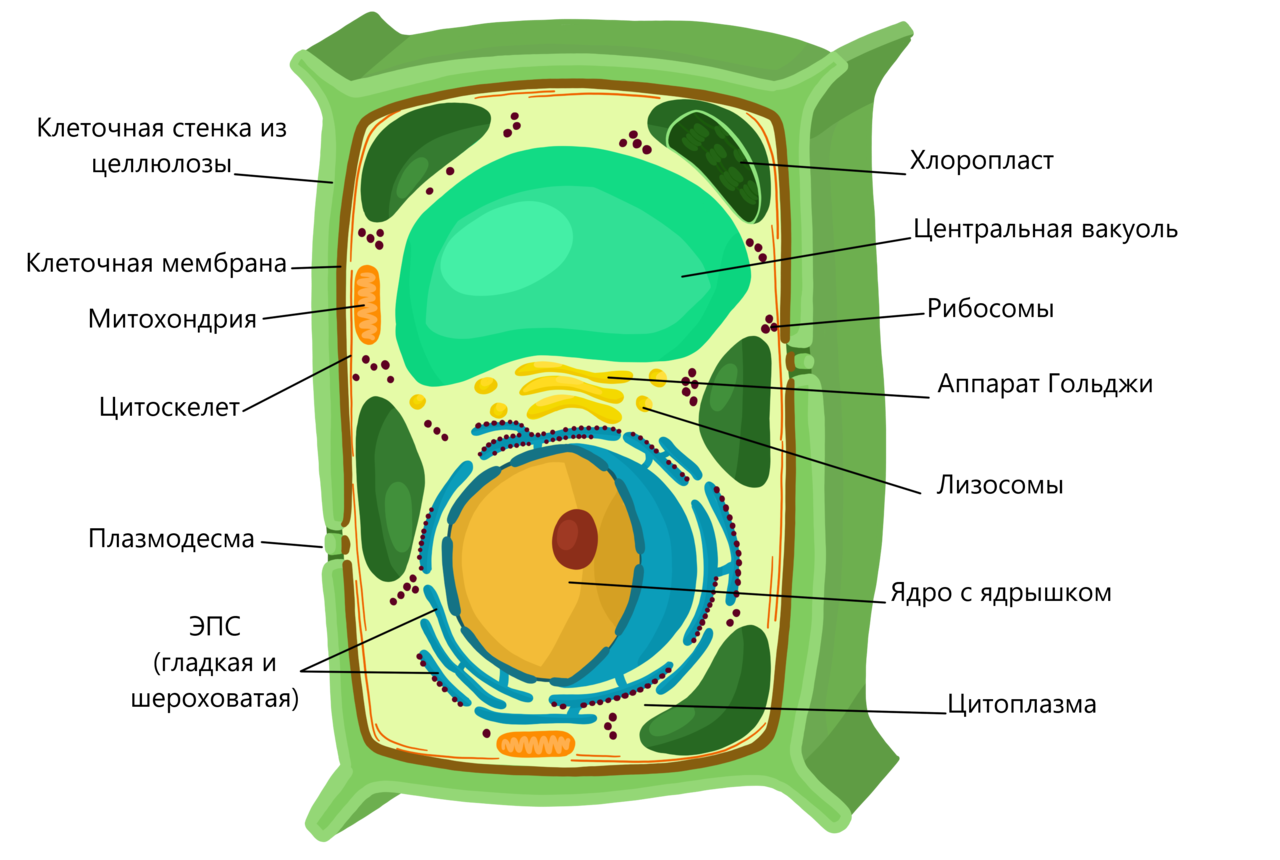 Клеточная стенка из
целлюлозы
Клеточная мембрана
Митохондрия
Цитоскелет
Плазмодесма
ЭПС
(гладкая и
шероховатая)
Хлоропласт
Центральная вакуоль
Рибосомы
Аппарат Гольджи
Лизосомы
Ядро с ядрышком
Цитоплазма